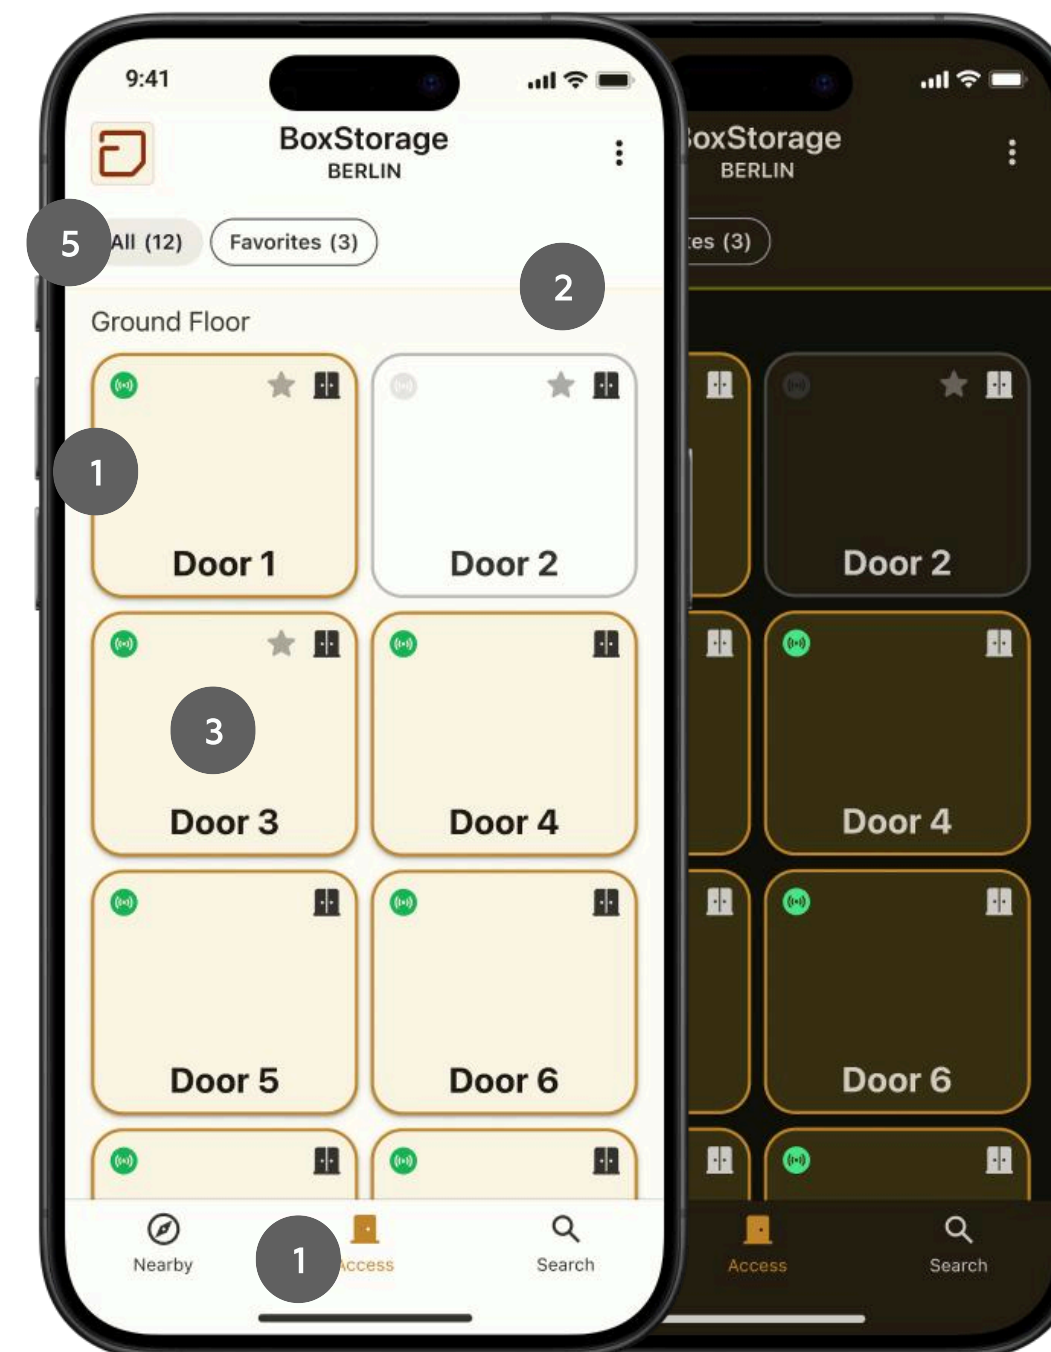 9:41
BoxStorage
BERLIN
5
All (12)
Favorites (3)
2
Ground Floor
Door 1
Door 2
1
Door 3
Door 4
3
Door 5
Door 6
Nearby
1
Access
Search
oxStorage
BERLIN
es (3)
Door 2
Door 4
Door 6
Access
Search